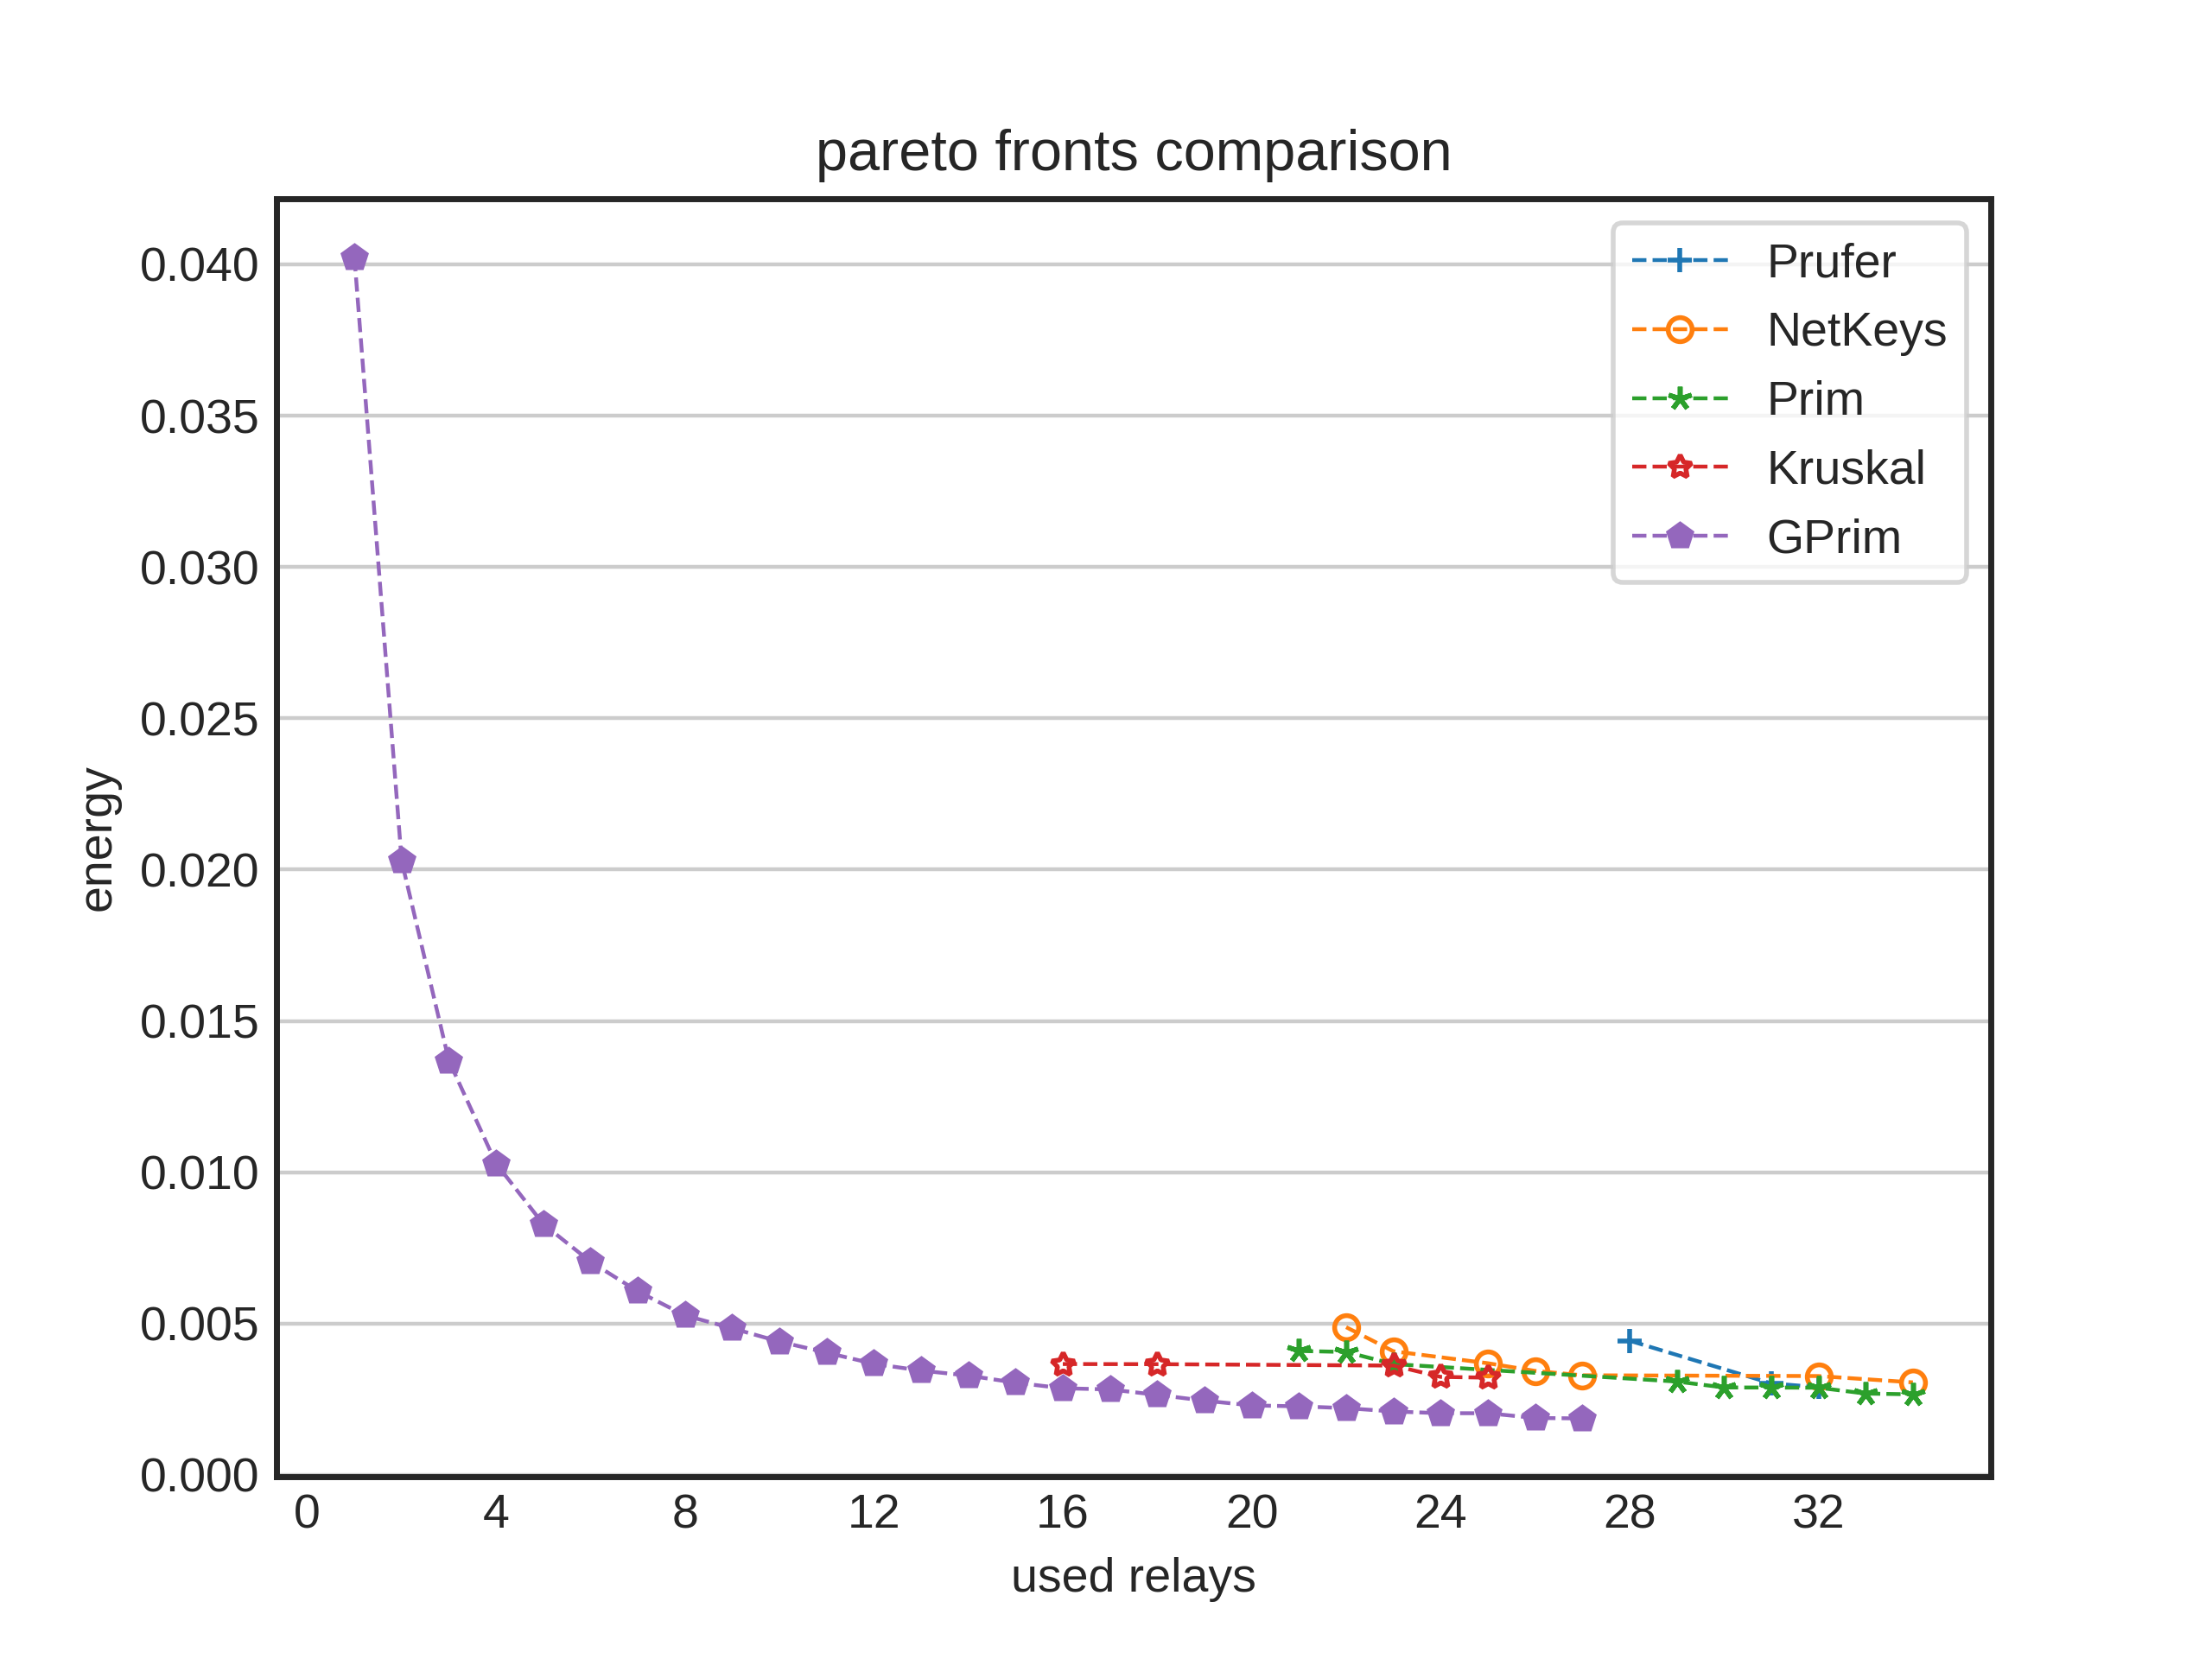 pareto fronts comparison
0.040
0.035
0.030
0.025
0.020
0.015
0.010
0.005
0.000
energy
0 4 8 12 16 20 24 28 32
used relays
Prufer
NetKeys
Prim
Kruskal
GPrim